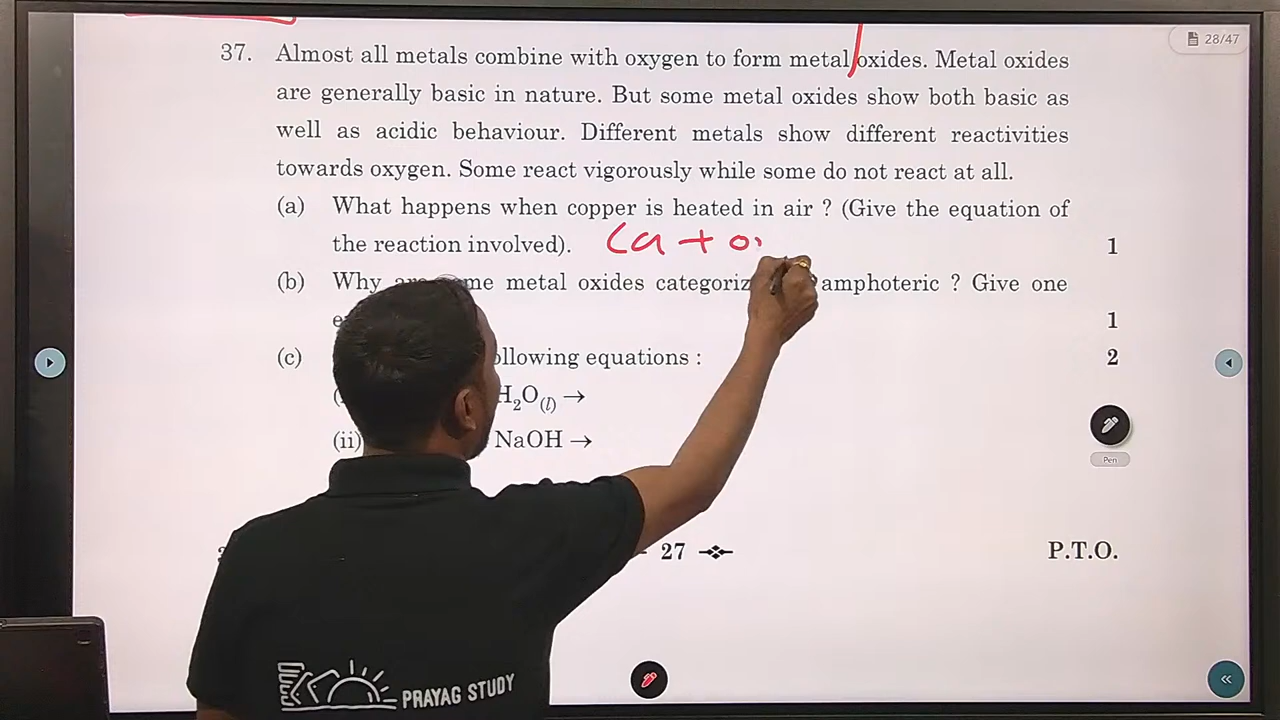 28/47
37. Almost all metals combine with oxygen to form metal oxides. Metal oxides
are generally basic in nature. But some metal oxides show both basic as
well as acidic behaviour. Different metals show different reactivities
towards oxygen. Some react vigorously while some do not react at all.
(a) What happens when copper is heated in air ? (Give the equation of
the reaction involved). 1
(b) Why metal oxides amphoteric ? Give one
1
(c) following equations : 2
H₂O(l) →
(ii) NaOH →
Pen
27
P.T.O.
PRAYAG STUDY